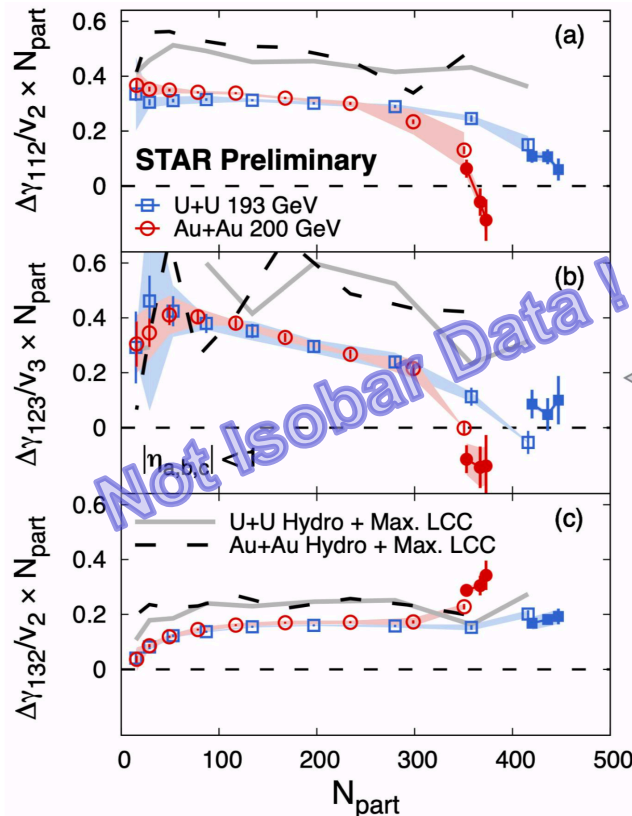 0.6
0.4
0.2
0
Δγ112/v2 × Npart
(a)
STAR Preliminary
U+U 193 GeV
Au+Au 200 GeV
0.6
0.4
0.2
0
Δγ123/v3 × Npart
(b)
Not Isobar Data !
|ηa,b,c| <1
0.6
0.4
0.2
0
Δγ132/v2 × Npart
(c)
U+U Hydro + Max. LCC
Au+Au Hydro + Max. LCC
0 100 200 300 400 500
Npart